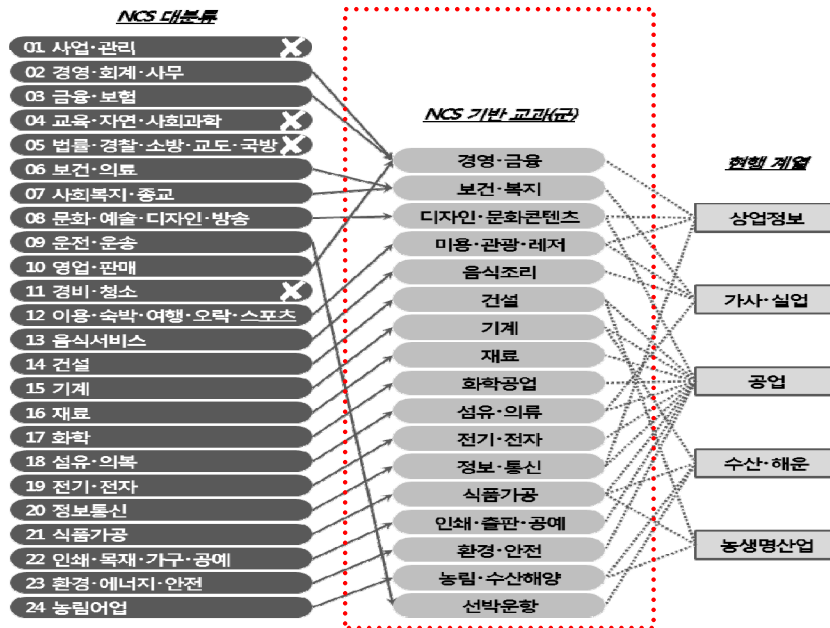 NCS 대분류
01 사업·관리
02 경영·회계·사무
03 금융·보험
04 교육·자연·사회과학
05 법률·경찰·소방·교도·국방
06 보건·의료
07 사회복지·종교
08 문화·예술·디자인·방송
09 운전·운송
10 영업·판매
11 경비·청소
12 이용·숙박·여행·오락·스포츠
13 음식서비스
14 건설
15 기계
16 재료
17 화학
18 섬유·의복
19 전기·전자
20 정보통신
21 식품가공
22 인쇄·목재·가구·공예
23 환경·에너지·안전
24 농림어업
NCS 기반 교과(군)
경영·금융
보건·복지
디자인·문화콘텐츠
미용·관광·레저
음식조리
건설
기계
재료
화학공업
섬유·의류
전기·전자
정보·통신
식품가공
인쇄·출판·공예
환경·안전
농림·수산해양
선박운항
현행 계열
상업정보
가사·실업
공업
수산·해운
농생명산업